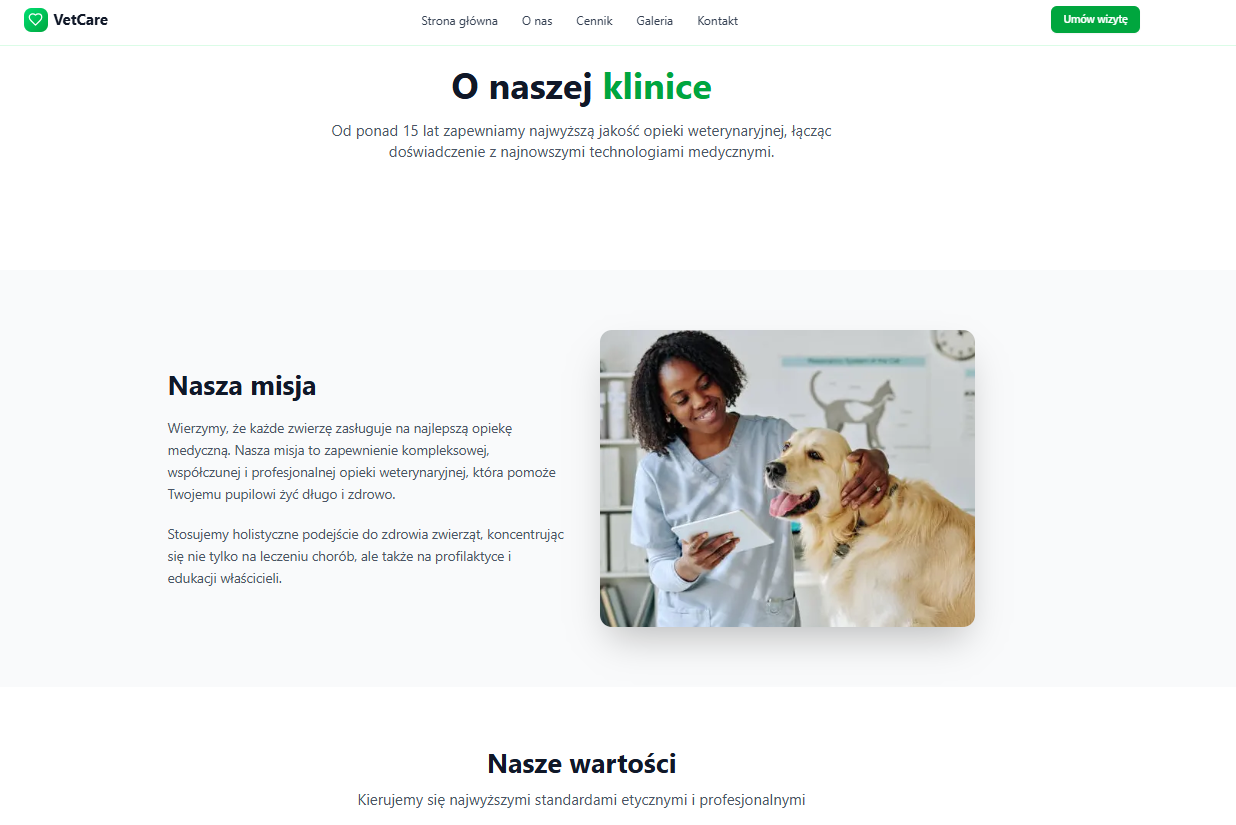 VetCare
Strona główna
O nas
Cennik
Galeria
Kontakt
Umów wizytę
O naszej klinice
Od ponad 15 lat zapewniamy najwyższą jakość opieki weterynaryjnej, łącząc
doświadczenie z najnowszymi technologiami medycznymi.
Nasza misja
Wierzymy, że każde zwierzę zasługuje na najlepszą opiekę
medyczną. Nasza misja to zapewnienie kompleksowej,
współczunej i profesjonalnej opieki weterynaryjnej, która pomoże
Twojemu pupilowi żyć długo i zdrowo.
Stosujemy holistyczne podejście do zdrowia zwierząt, koncentrując
się nie tylko na leczeniu chorób, ale także na profilaktyce i
edukacji właścicieli.
Nasze wartości
Kierujemy się najwyższymi standardami etycznymi i profesjonalnymi